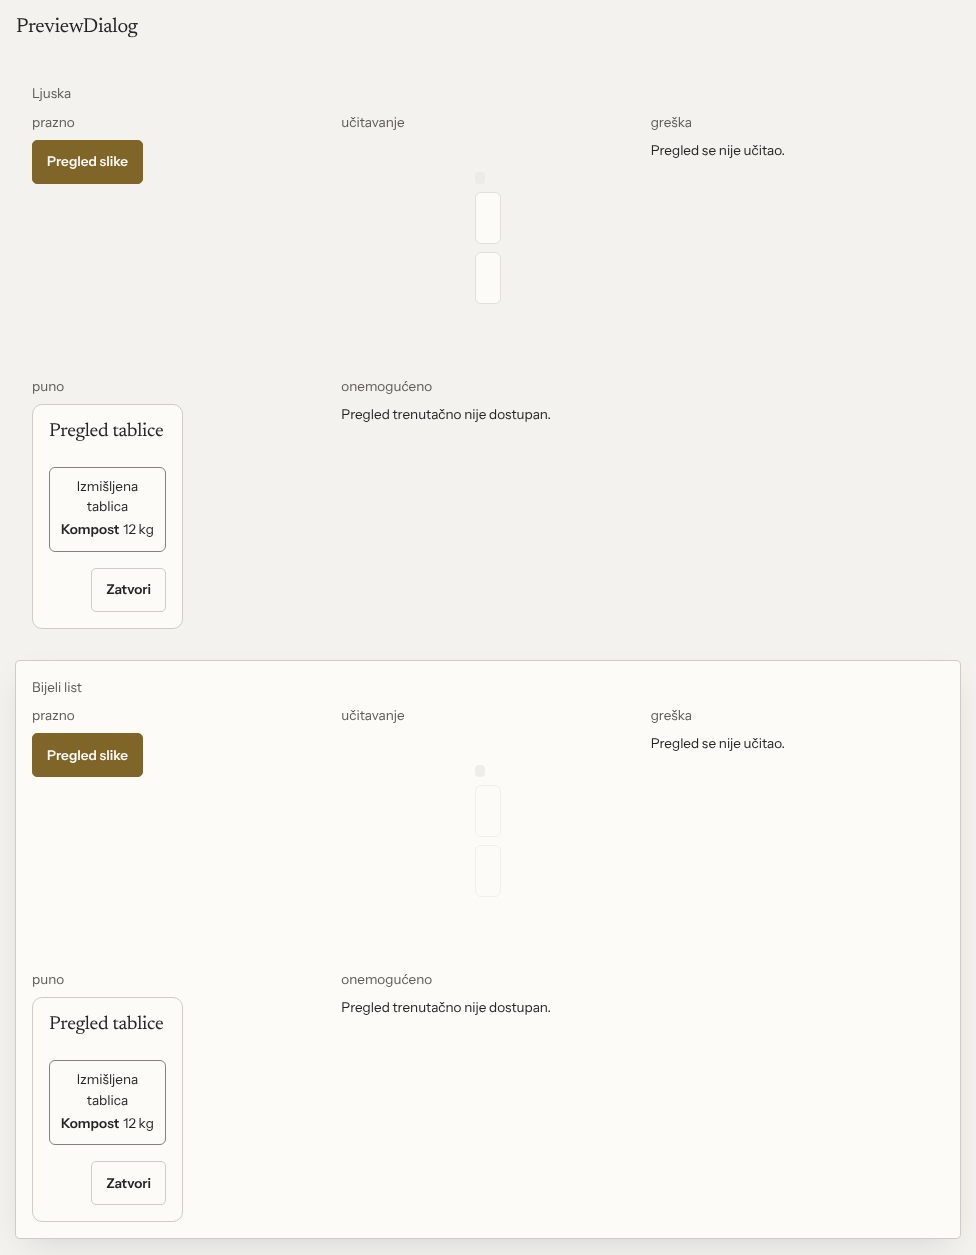 PreviewDialog
Ljuska
prazno
učitavanje
greška
Pregled slike
Pregled se nije učitao.
puno
onemogućeno
Pregled trenutačno nije dostupan.
Pregled tablice
Izmišljena
tablica
Kompost 12 kg
Zatvori
Bijeli list
prazno
učitavanje
greška
Pregled slike
Pregled se nije učitao.
puno
onemogućeno
Pregled trenutačno nije dostupan.
Pregled tablice
Izmišljena
tablica
Kompost 12 kg
Zatvori